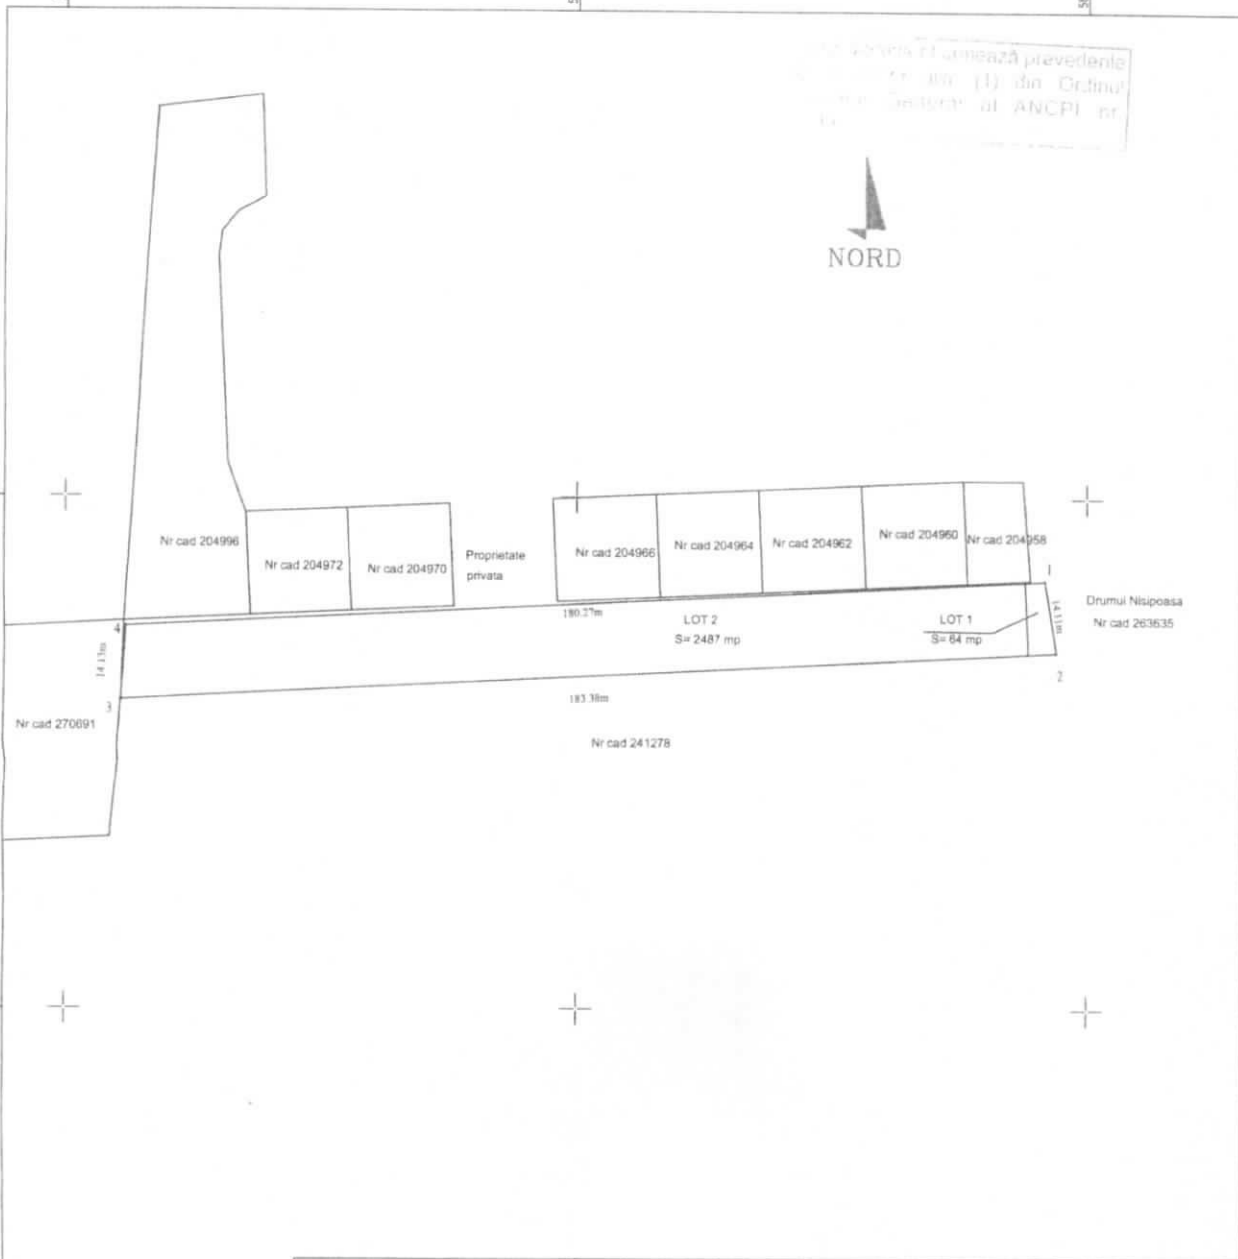 urmează prevederile
(1) din Ordinul
al ANCPI nr.
NORD
Nr cad 204996
Nr cad 204972
Nr cad 204970
Proprietate
privata
Nr cad 204966
Nr cad 204964
Nr cad 204962
Nr cad 204960
Nr cad 204958
1
Drumul Nisipoasa
Nr cad 263635
14.11m
180.27m
LOT 2
S= 2487 mp
LOT 1
S= 64 mp
4
14.13m
3
2
183.38m
Nr cad 270691
Nr cad 241278